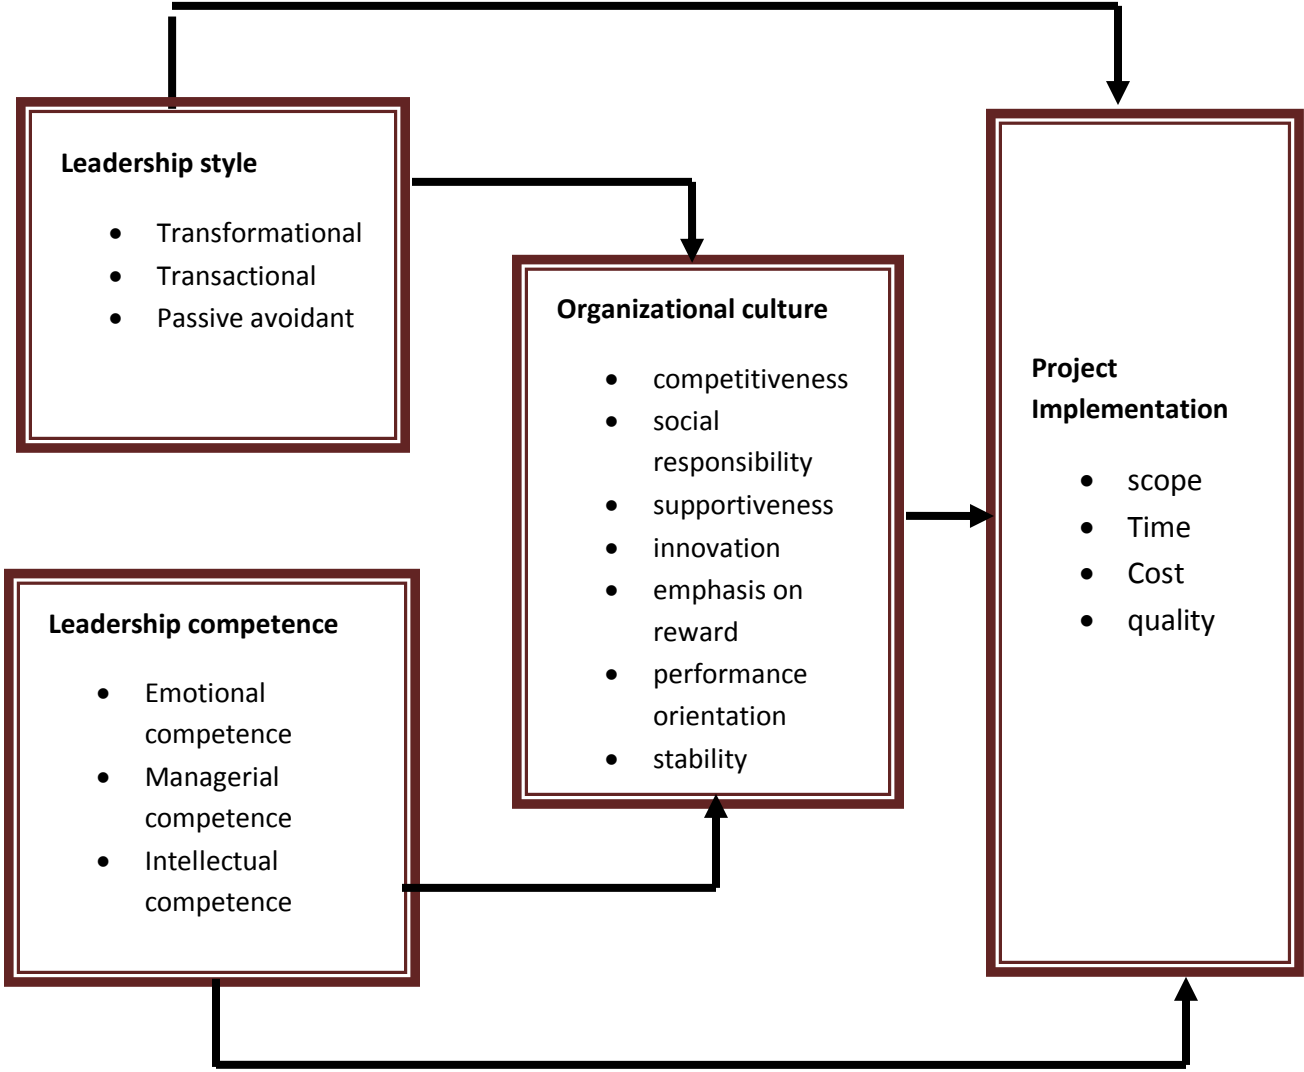 Leadership style
• Transformational
• Transactional
• Passive avoidant
Leadership competence
• Emotional
competence
• Managerial
competence
• Intellectual
competence
Organizational culture
• competitiveness
• social
responsibility
• supportiveness
• innovation
• emphasis on
reward
• performance
orientation
• stability
Project
Implementation
• scope
• Time
• Cost
• quality